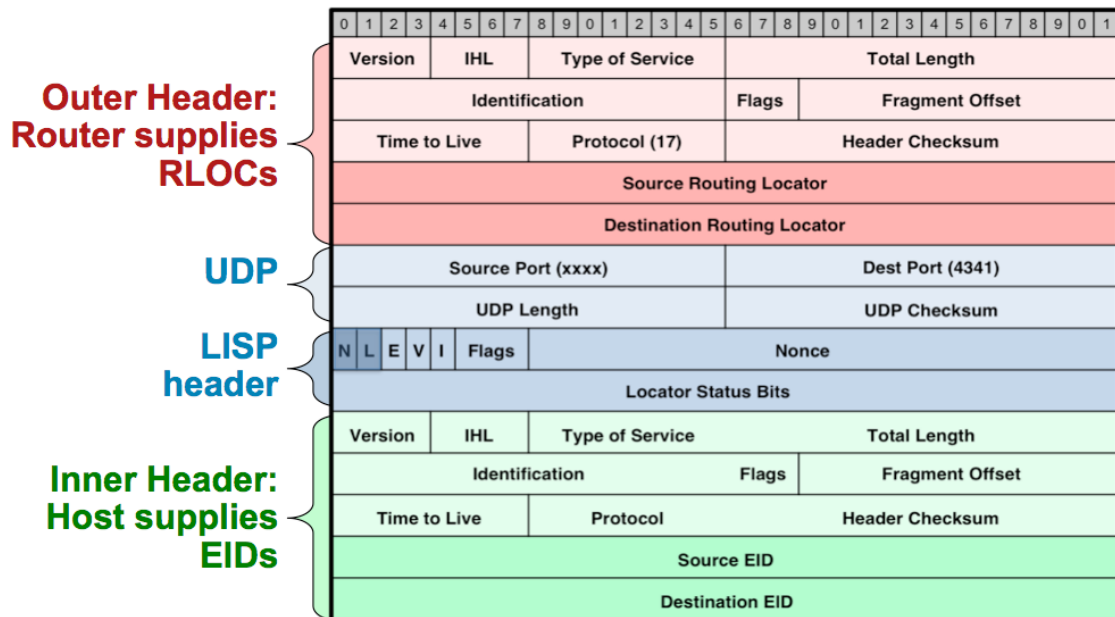 0 1 2 3 4 5 6 7 8 9 0 1 2 3 4 5 6 7 8 9 0 1 2 3 4 5 6 7 8 9 0 1
Outer Header:
Router supplies
RLOCs
Version IHL Type of Service Total Length
Identification Flags Fragment Offset
Time to Live Protocol (17) Header Checksum
Source Routing Locator
Destination Routing Locator
UDP
Source Port (xxxx) Dest Port (4341)
UDP Length UDP Checksum
LISP
header
N L E V I Flags Nonce
Locator Status Bits
Inner Header:
Host supplies
EIDs
Version IHL Type of Service Total Length
Identification Flags Fragment Offset
Time to Live Protocol Header Checksum
Source EID
Destination EID